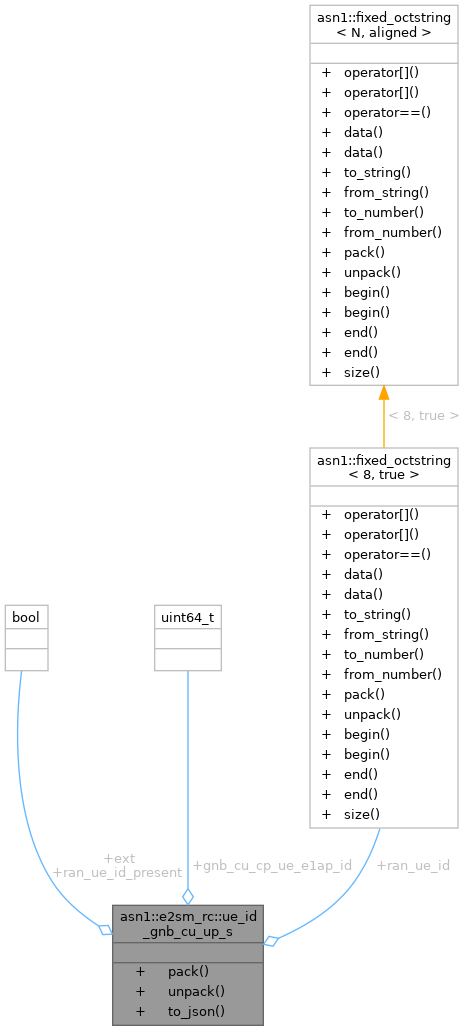 asn1::fixed_octstring
< N, aligned >
+ operator[]()
+ operator[]()
+ operator==()
+ data()
+ data()
+ to_string()
+ from_string()
+ to_number()
+ from_number()
+ pack()
+ unpack()
+ begin()
+ begin()
+ end()
+ end()
+ size()
< 8, true >
asn1::fixed_octstring
< 8, true >
+ operator[]()
+ operator[]()
+ operator==()
+ data()
+ data()
+ to_string()
+ from_string()
+ to_number()
+ from_number()
+ pack()
+ unpack()
+ begin()
+ begin()
+ end()
+ end()
+ size()
bool
uint64_t
+ext
+ran_ue_id_present
+gnb_cu_cp_ue_e1ap_id
+ran_ue_id
asn1::e2sm_rc::ue_id
_gnb_cu_up_s
+ pack()
+ unpack()
+ to_json()